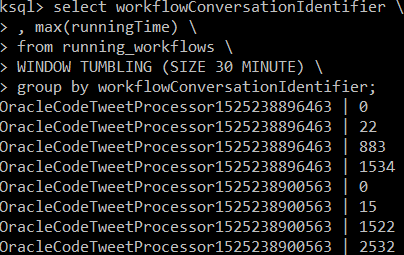 ksql> select workflowConversationIdentifier \
> , max(runningTime) \
> from running_workflows \
> WINDOW TUMBLING (SIZE 30 MINUTE) \
> group by workflowConversationIdentifier;
OracleCodeTweetProcessor1525238896463 | 0
OracleCodeTweetProcessor1525238896463 | 22
OracleCodeTweetProcessor1525238896463 | 883
OracleCodeTweetProcessor1525238896463 | 1534
OracleCodeTweetProcessor1525238900563 | 0
OracleCodeTweetProcessor1525238900563 | 15
OracleCodeTweetProcessor1525238900563 | 1522
OracleCodeTweetProcessor1525238900563 | 2532